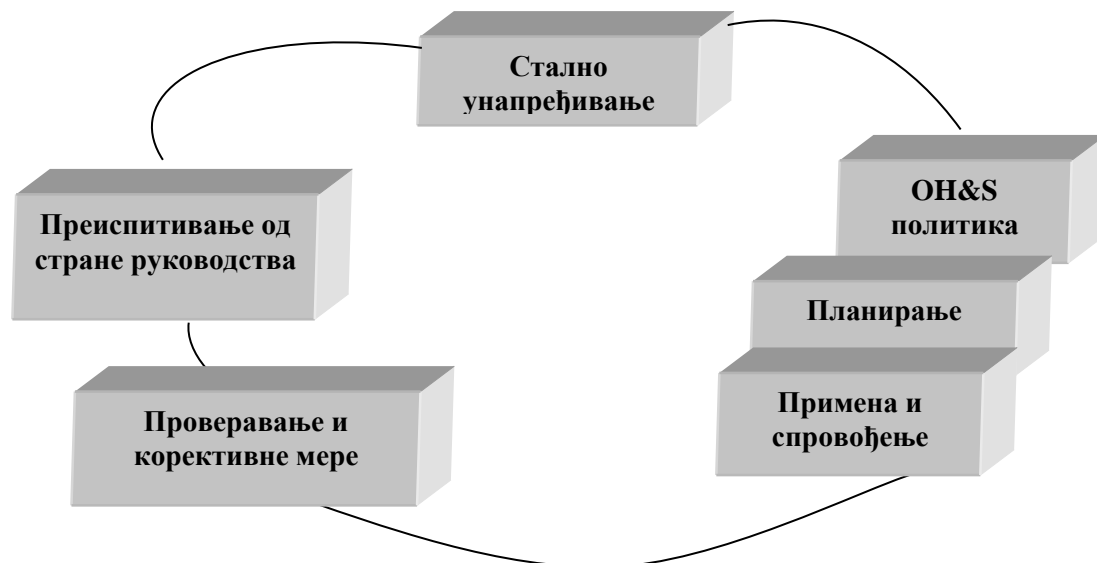 Стално
унапређивање
OH&S
политика
Планирање
Примена и
спровођење
Проверавање и
корективне мере
Преиспитивање од
стране руководства